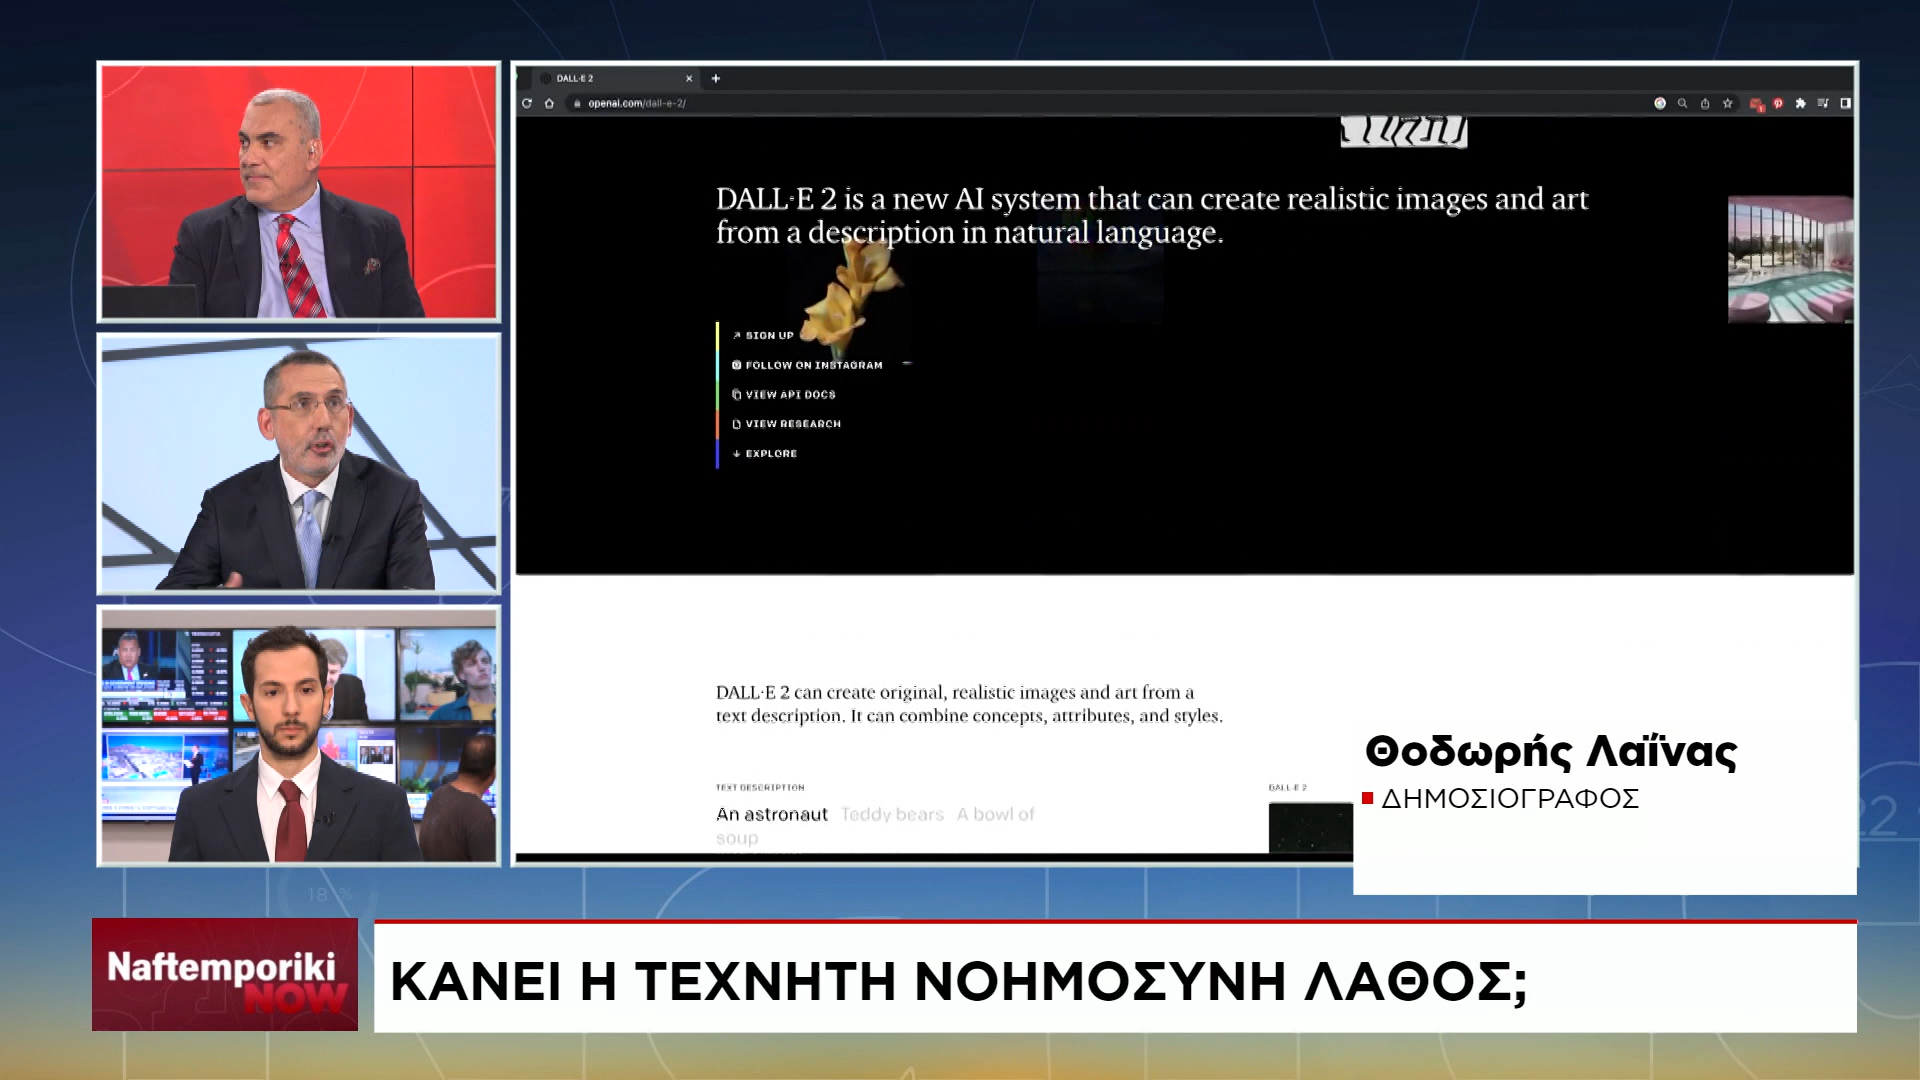 DALL·E 2
openai.com/dall-e-2/
DALL·E 2 is a new AI system that can create realistic images and art
from a description in natural language.
SIGN UP
FOLLOW ON INSTAGRAM
VIEW API DOCS
VIEW RESEARCH
EXPLORE
DALL·E 2 can create original, realistic images and art from a
text description. It can combine concepts, attributes, and styles.
TEXT DESCRIPTION
DALL·E 2
An astronaut Teddy bears A bowl of
soup
Θοδωρής Λαΐνας
ΔΗΜΟΣΙΟΓΡΑΦΟΣ
18 %
22
Naftemporiki
NOW
ΚΑΝΕΙ Η ΤΕΧΝΗΤΗ ΝΟΗΜΟΣΥΝΗ ΛΑΘΟΣ;